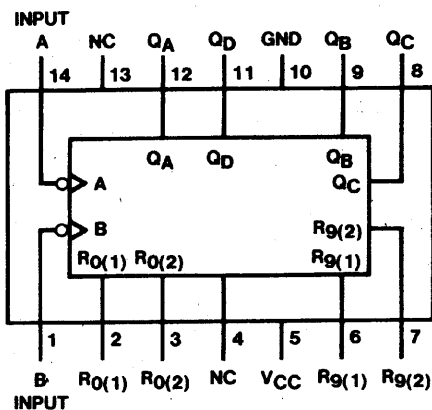 INPUT
A NC QA QD GND QB QC
14 13 12 11 10 9 8
QA QD QB
A QC
B R9(2)
R0(1) R0(2) R9(1)
1 2 3 4 5 6 7
B R0(1) R0(2) NC VCC R9(1) R9(2)
INPUT